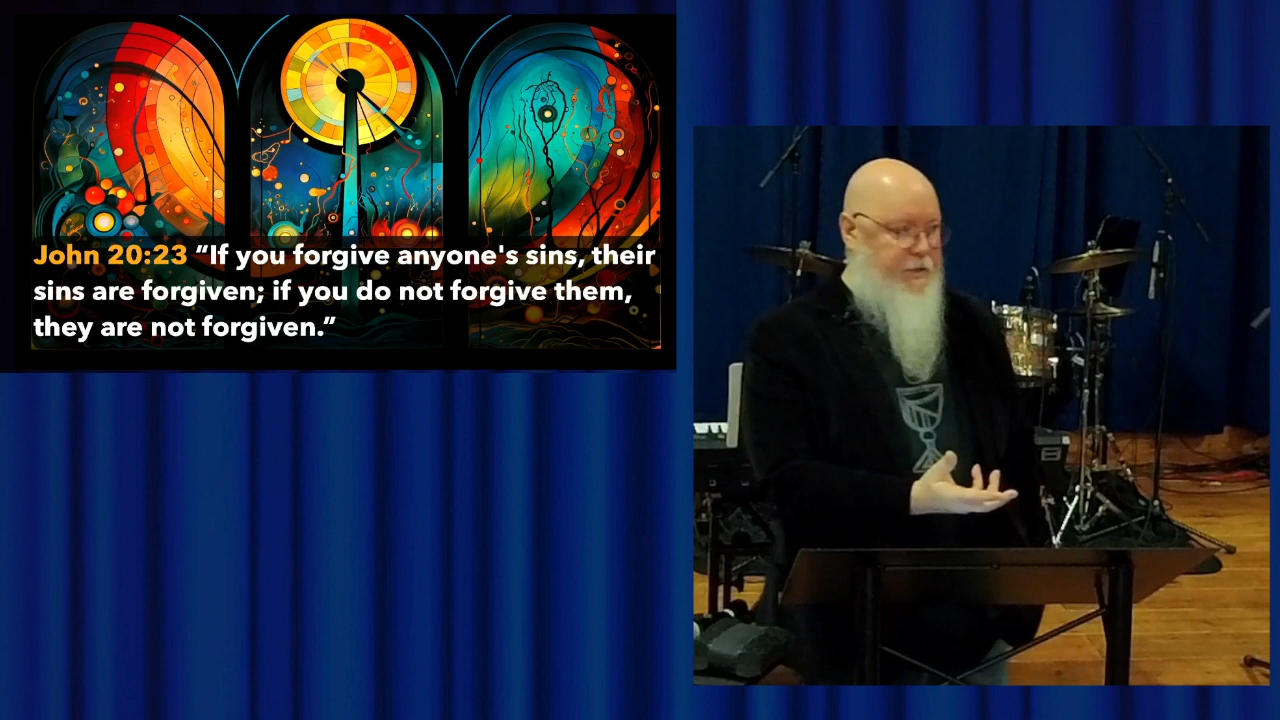 John 20:23 “If you forgive anyone's sins, their
sins are forgiven; if you do not forgive them,
they are not forgiven.”